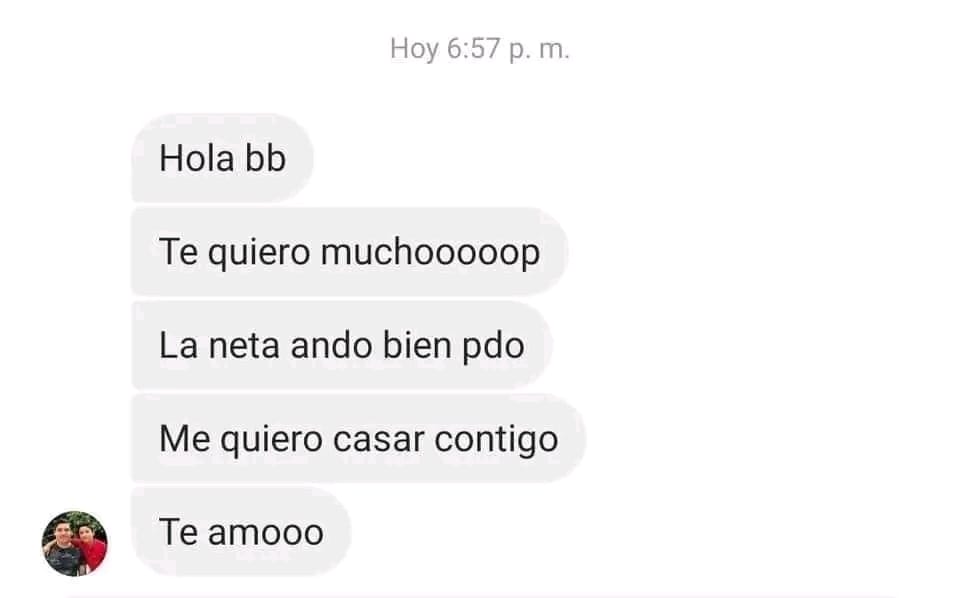 Hoy 6:57 p. m.
Hola bb
Te quiero muchooooop
La neta ando bien pdo
Me quiero casar contigo
Te amooo